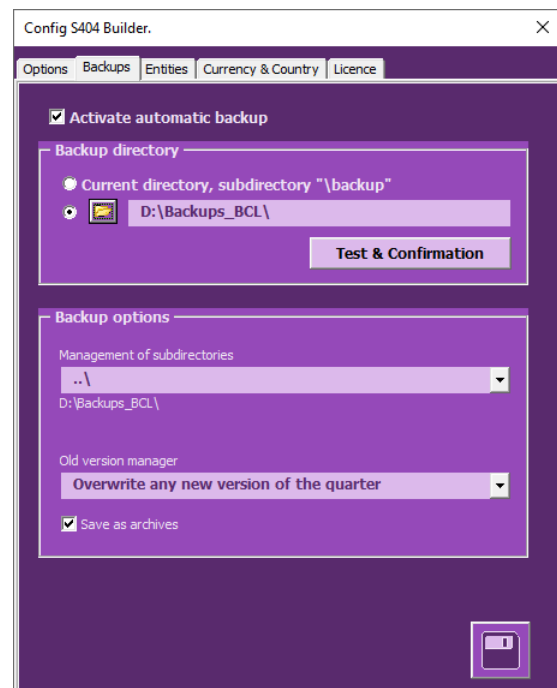 Config S404 Builder.
Options Backups Entities Currency & Country Licence
Activate automatic backup
Backup directory
Current directory, subdirectory "\backup"
D:\Backups_BCL\
Test & Confirmation
Backup options
Management of subdirectories
..\
D:\Backups_BCL\
Old version manager
Overwrite any new version of the quarter
Save as archives